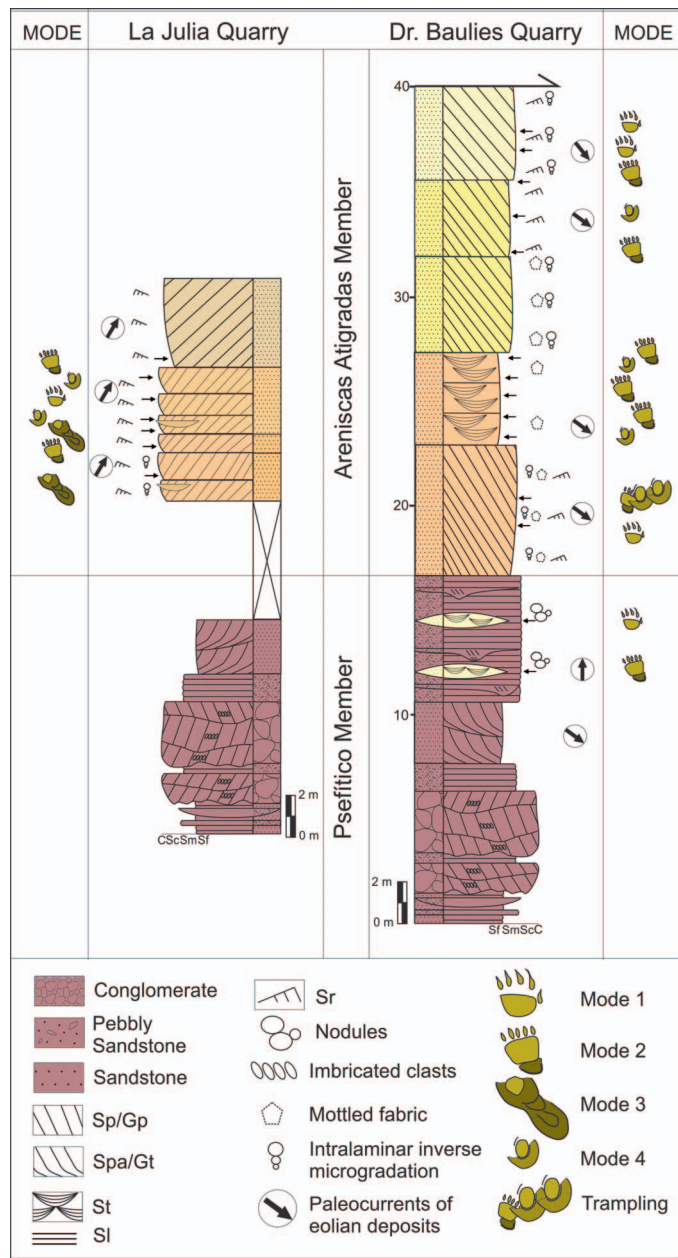 MODE La Julia Quarry Dr. Baulies Quarry MODE
Areniscas Atigradas Member
Psefítico Member
40
30
20
10
2 m
0 m
CScSmSf
2 m
0 m
Sf SmScC
Conglomerate
Pebbly
Sandstone
Sandstone
Sp/Gp
Spa/Gt
St
Sl
Sr
Nodules
Imbricated clasts
Mottled fabric
Intralaminar inverse
microgradation
Paleocurrents of
eolian deposits
Mode 1
Mode 2
Mode 3
Mode 4
Trampling